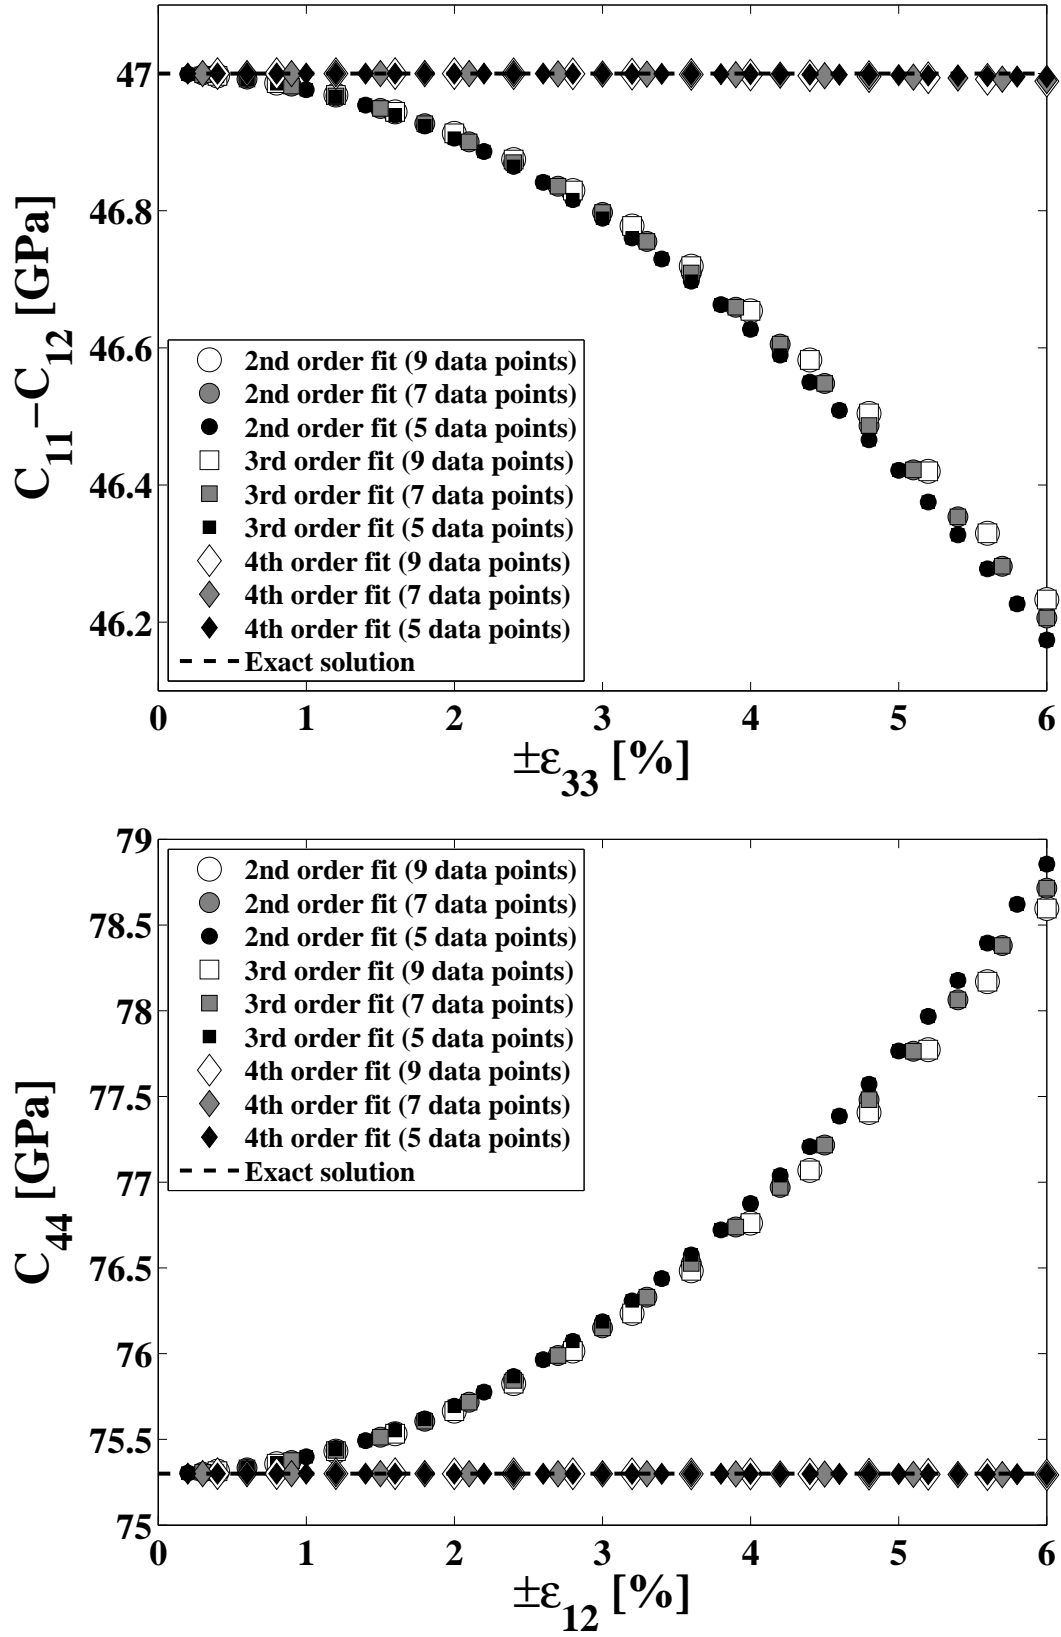 C11−C12 [GPa]
47
46.8
46.6
46.4
46.2
2nd order fit (9 data points)
2nd order fit (7 data points)
2nd order fit (5 data points)
3rd order fit (9 data points)
3rd order fit (7 data points)
3rd order fit (5 data points)
4th order fit (9 data points)
4th order fit (7 data points)
4th order fit (5 data points)
Exact solution
0 1 2 3 4 5 6
±ε33 [%]
C44 [GPa]
79
78.5
78
77.5
77
76.5
76
75.5
75
2nd order fit (9 data points)
2nd order fit (7 data points)
2nd order fit (5 data points)
3rd order fit (9 data points)
3rd order fit (7 data points)
3rd order fit (5 data points)
4th order fit (9 data points)
4th order fit (7 data points)
4th order fit (5 data points)
Exact solution
0 1 2 3 4 5 6
±ε12 [%]